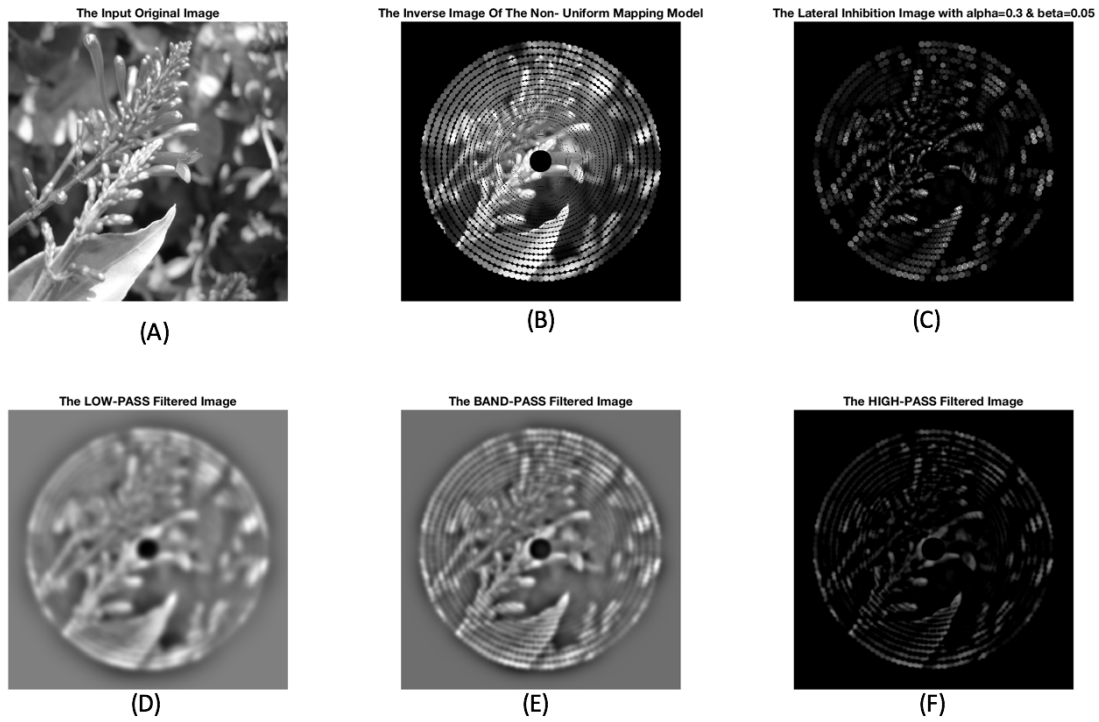 The Input Original Image
The Inverse Image Of The Non- Uniform Mapping Model
The Lateral Inhibition Image with alpha=0.3 & beta=0.05
(A)
(B)
(C)
The LOW-PASS Filtered Image
The BAND-PASS Filtered Image
The HIGH-PASS Filtered Image
(D)
(E)
(F)